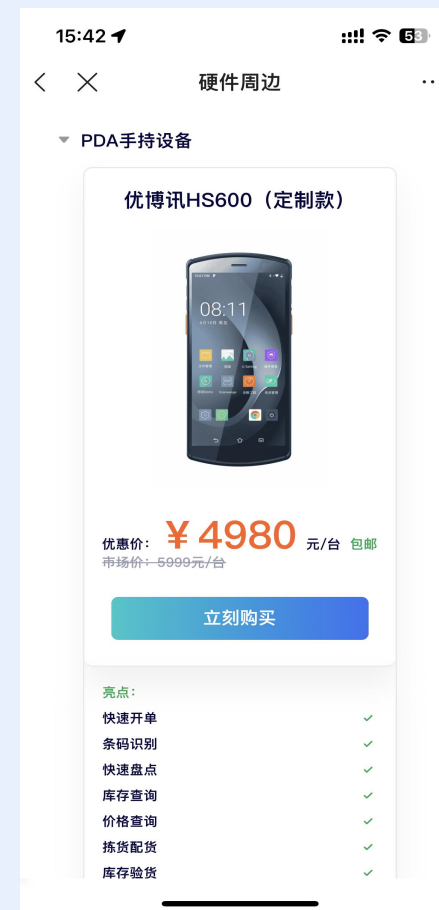 15:42
53
硬件周边
PDA手持设备
优博讯HS600（定制款）
08:11
优惠价：￥4980 元/台 包邮
市场价：5999元/台
立刻购买
亮点：
快速开单
条码识别
快速盘点
库存查询
价格查询
拣货配货
库存验货